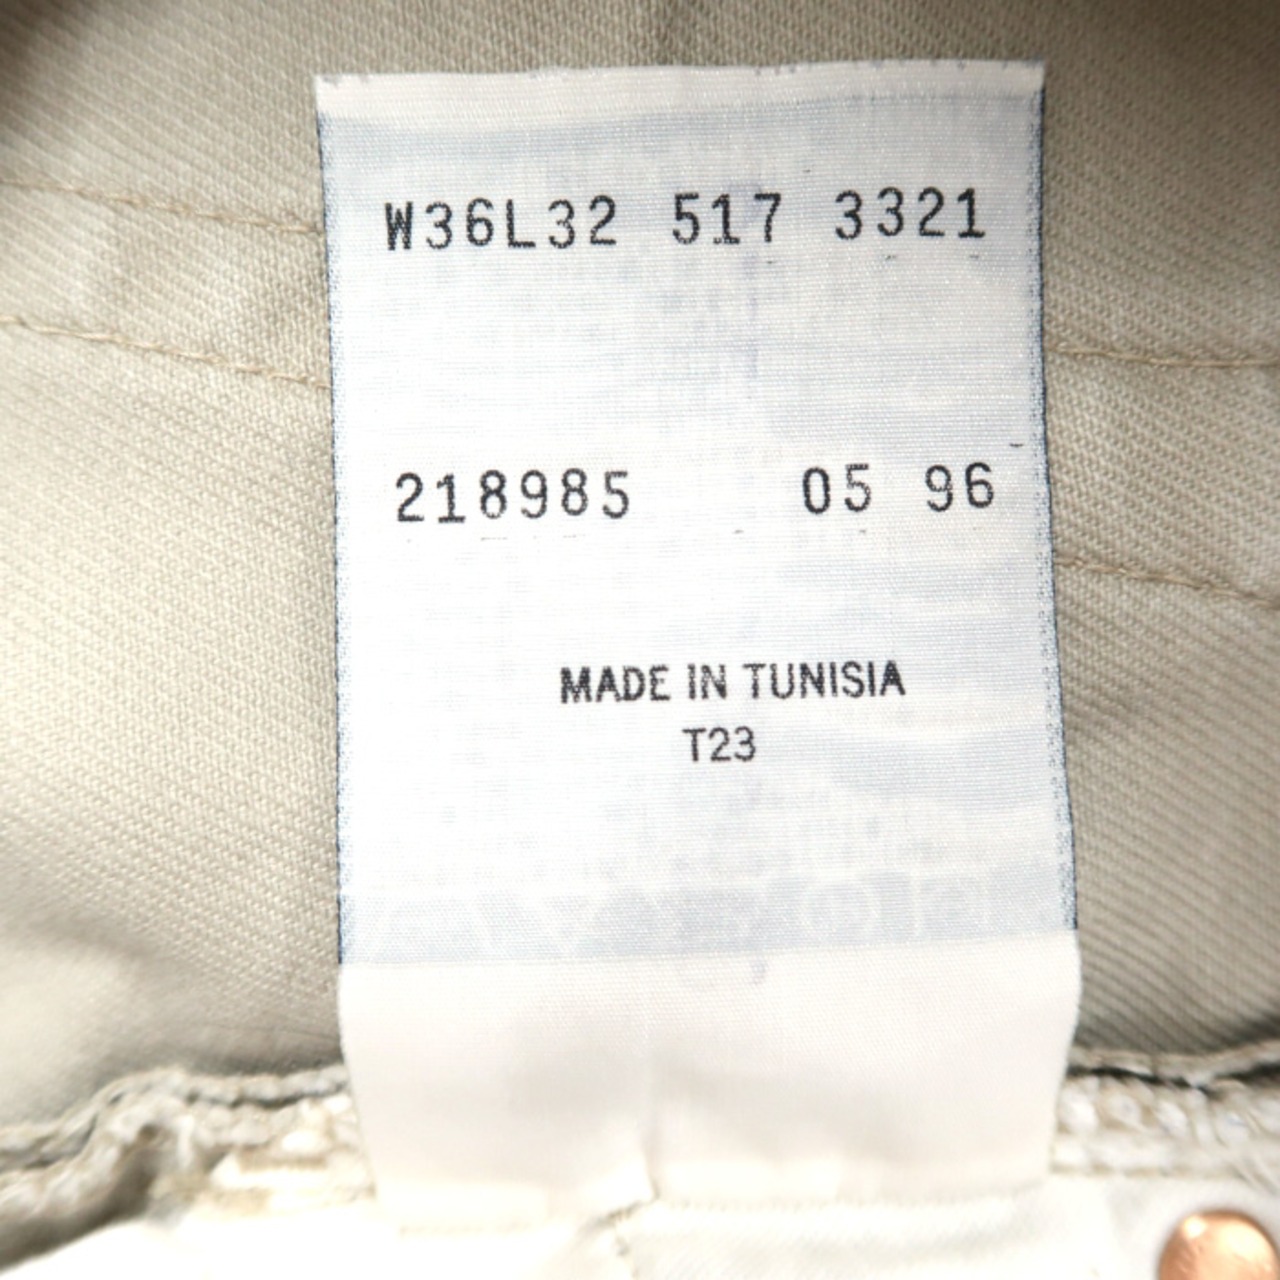 W36L32 517 3321
218985 05 96
MADE IN TUNISIA
T23